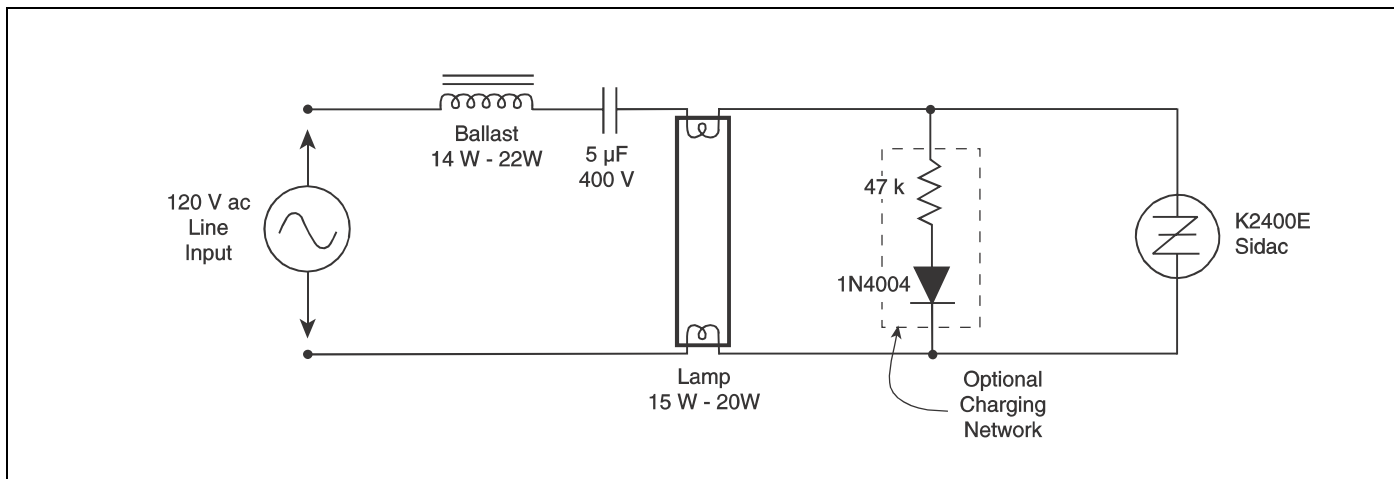 120 V ac
Line
Input
Ballast
14 W - 22W
5 µF
400 V
Lamp
15 W - 20W
47 k
1N4004
Optional
Charging
Network
K2400E
Sidac